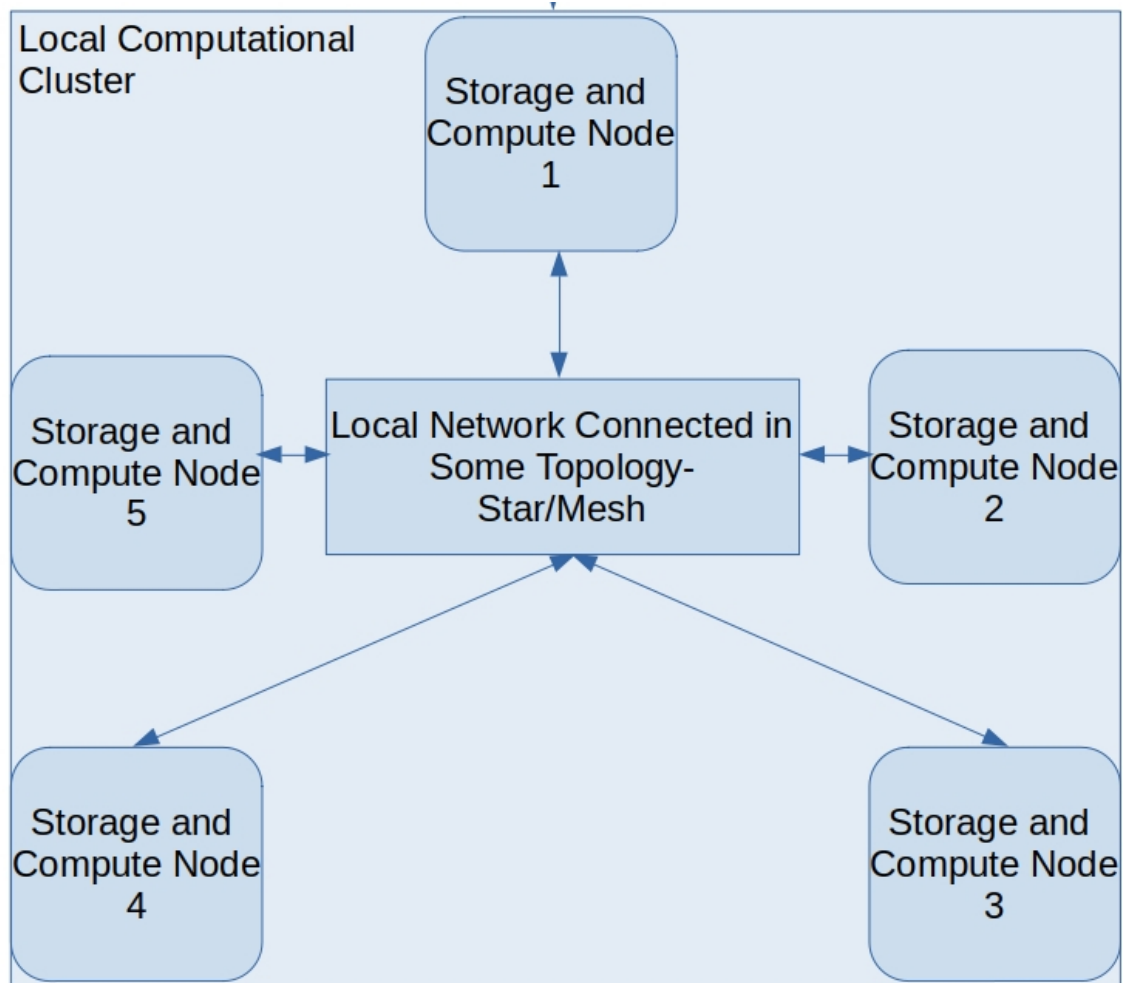 Local Computational
Cluster
Storage and
Compute Node
1
Storage and
Compute Node
5
Local Network Connected in
Some Topology-
Star/Mesh
Storage and
Compute Node
2
Storage and
Compute Node
4
Storage and
Compute Node
3